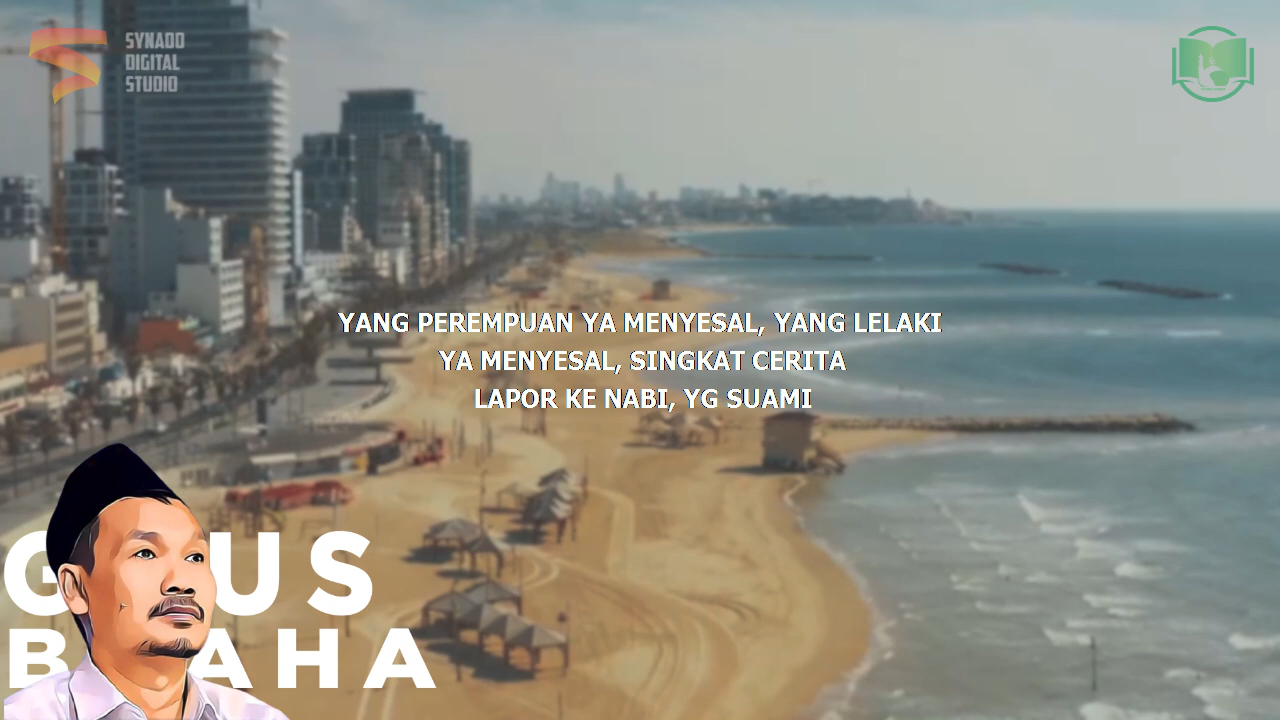 SYNADO
DIGITAL
STUDIO
YANG PEREMPUAN YA MENYESAL, YANG LELAKI
YA MENYESAL, SINGKAT CERITA
LAPOR KE NABI, YG SUAMI
GUS
BAHA